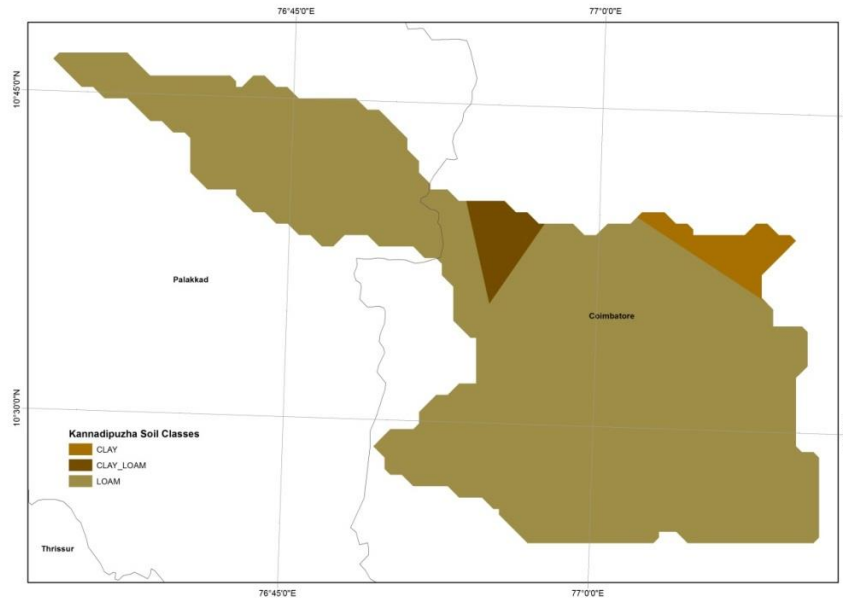 76°45'0"E
77°0'0"E
10°45'0"N
Palakkad
Coimbatore
10°30'0"N
Kannadipuzha Soil Classes
CLAY
CLAY_LOAM
LOAM
Thrissur
76°45'0"E
77°0'0"E